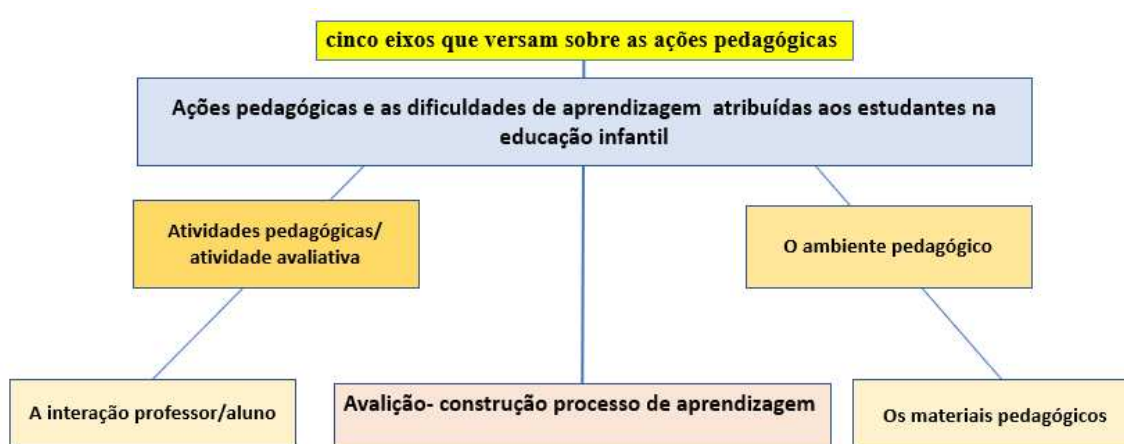 cinco eixos que versam sobre as ações pedagógicas
Ações pedagógicas e as dificuldades de aprendizagem atribuídas aos estudantes na
educação infantil
Atividades pedagógicas/
atividade avaliativa
O ambiente pedagógico
A interação professor/aluno
Avalição- construção processo de aprendizagem
Os materiais pedagógicos